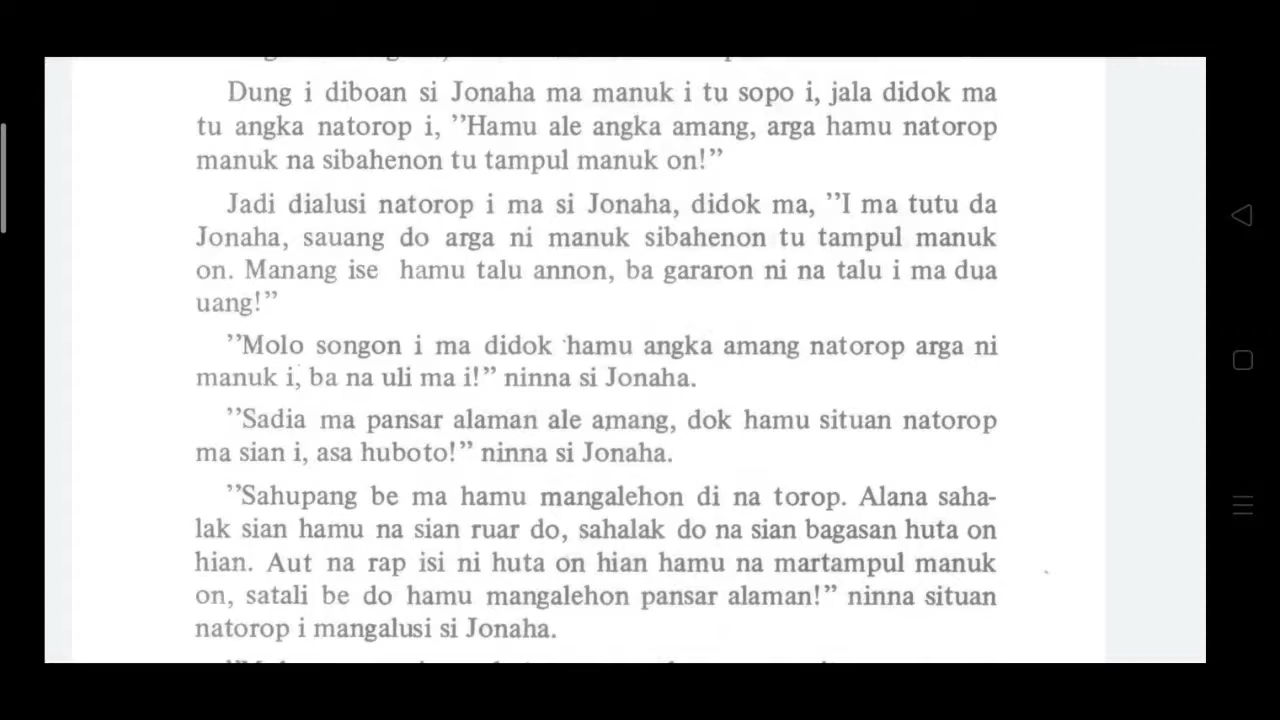 Dung i diboan si Jonaha ma manuk i tu sopo i, jala didok ma
tu angka natorop i, ”Hamu ale angka amang, arga hamu natorop
manuk na sibahenon tu tampul manuk on!”
Jadi dialusi natorop i ma si Jonaha, didok ma, ”I ma tutu da
Jonaha, sauang do arga ni manuk sibahenon tu tampul manuk
on. Manang ise hamu talu annon, ba gararon ni na talu i ma dua
uang!”
”Molo songon i ma didok hamu angka amang natorop arga ni
manuk i, ba na uli ma i!” ninna si Jonaha.
”Sadia ma pansar alaman ale amang, dok hamu situan natorop
ma sian i, asa huboto!” ninna si Jonaha.
”Sahupang be ma hamu mangalehon di na torop. Alana saha-
lak sian hamu na sian ruar do, sahalak do na sian bagasan huta on
hian. Aut na rap isi ni huta on hian hamu na martampul manuk
on, satali be do hamu mangalehon pansar alaman!” ninna situan
natorop i mangalusi si Jonaha.